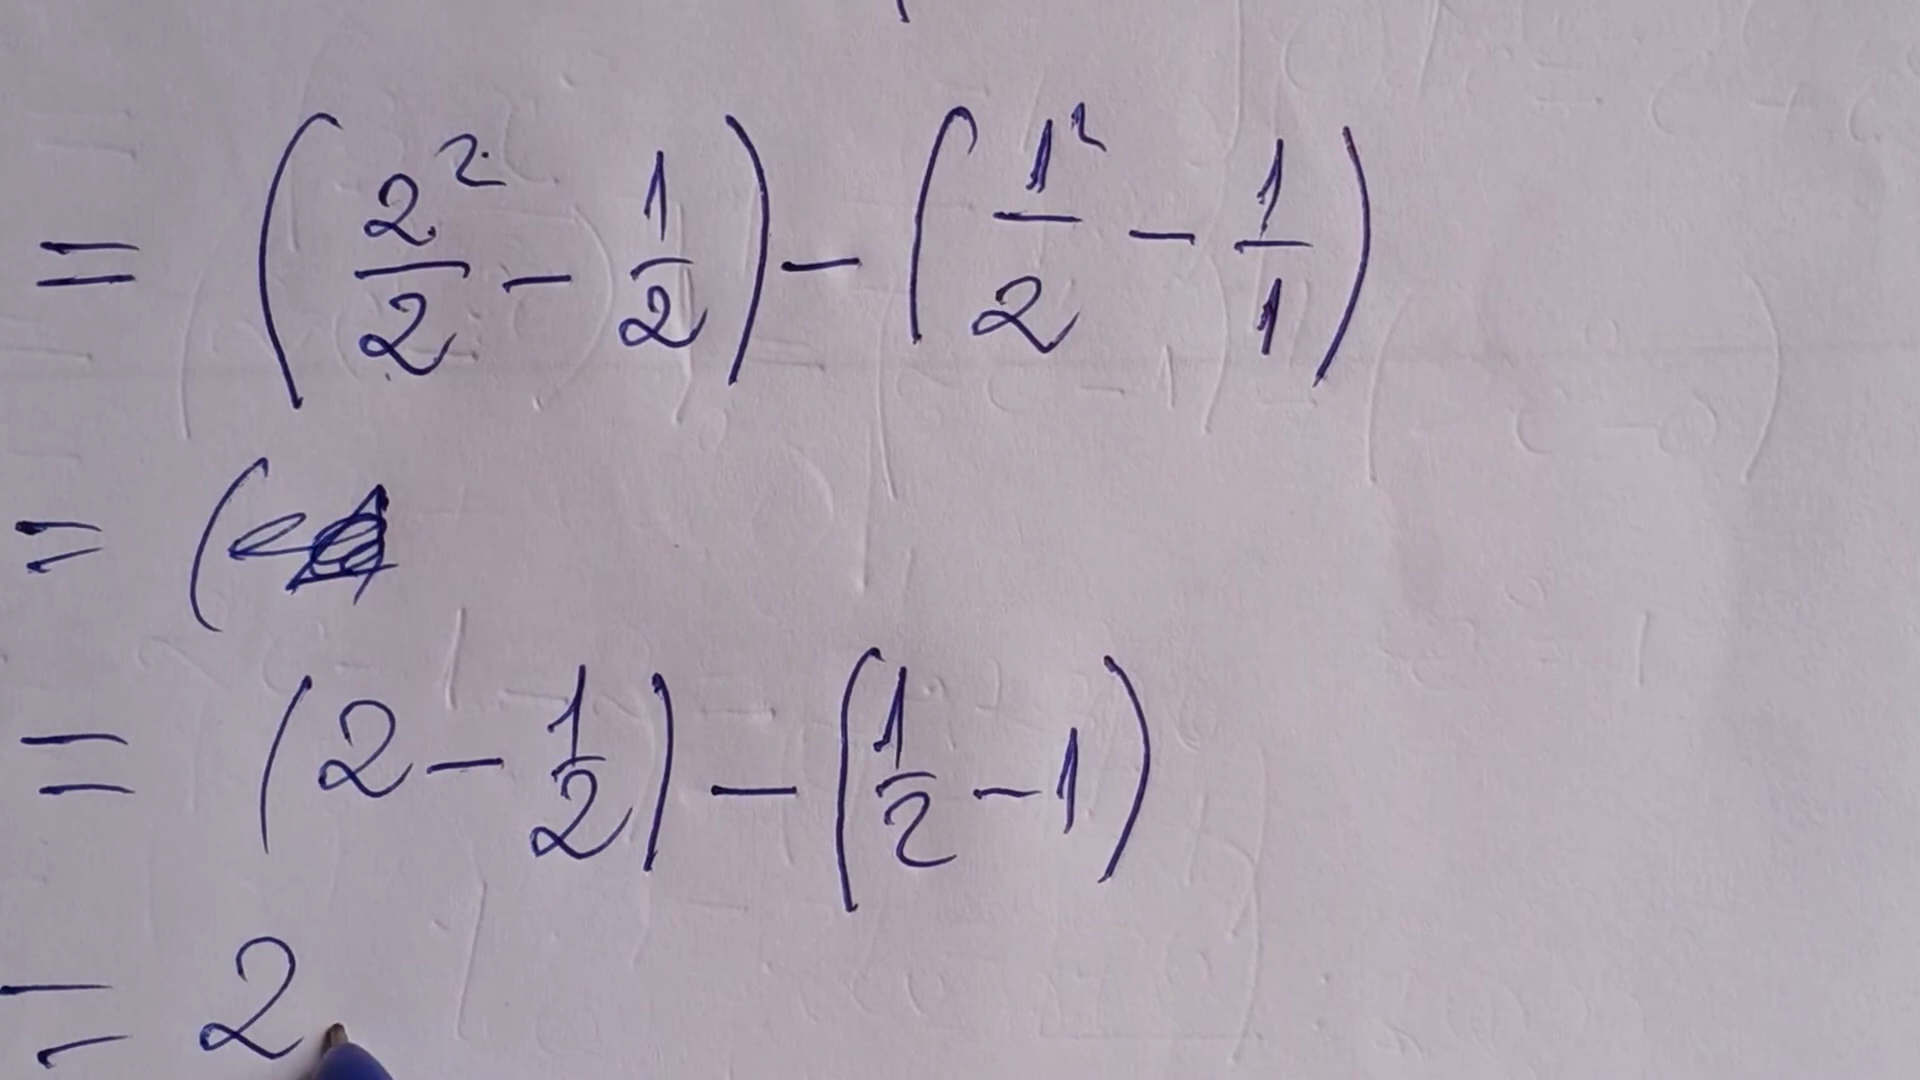 = (2²/2 - 1/2) - (1²/2 - 1/1)
= (
= (2 - 1/2) - (1/2 - 1)
= 2